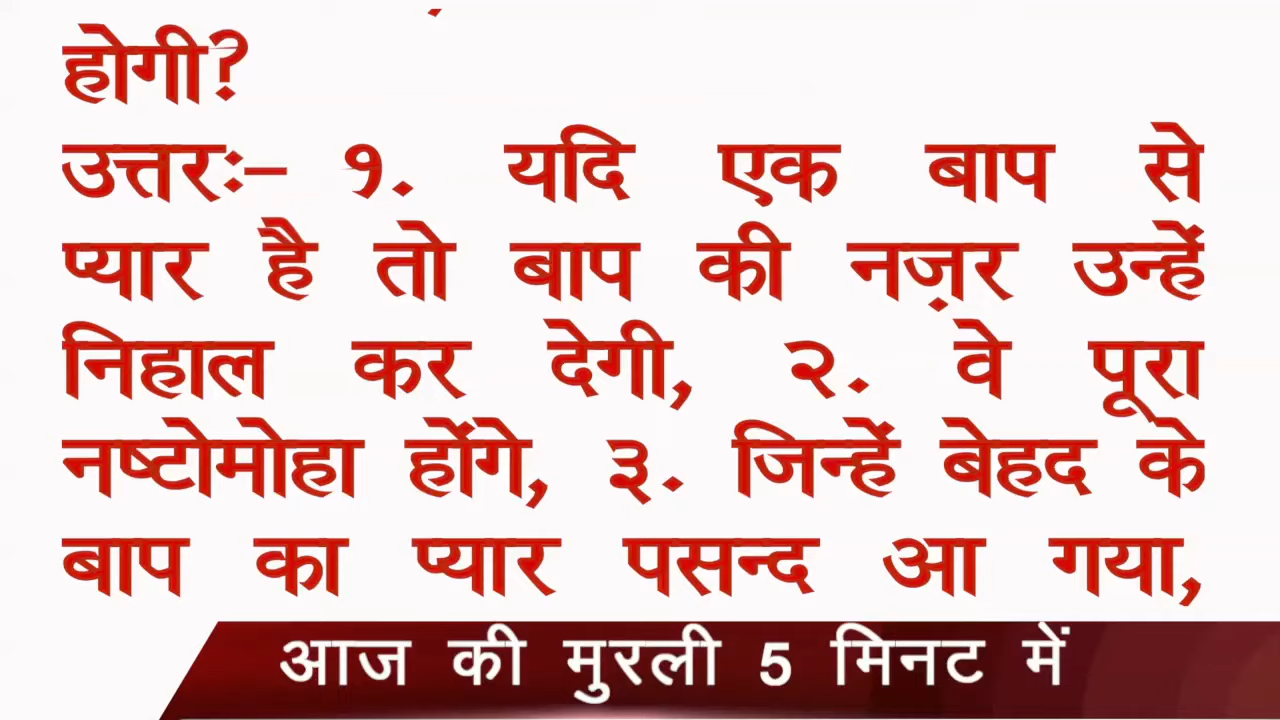 होगी?
उत्तरः– १. यदि एक बाप से
प्यार है तो बाप की नज़र उन्हें
निहाल कर देगी, २. वे पूरा
नष्टोमोहा होंगे, ३. जिन्हें बेहद के
बाप का प्यार पसन्द आ गया,
आज की मुरली 5 मिनट में